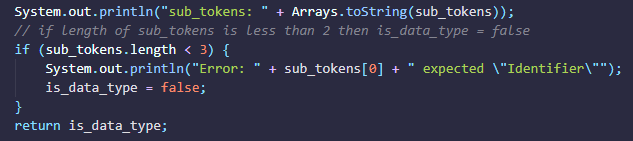 System.out.println("sub_tokens: " + Arrays.toString(sub_tokens));
// if length of sub_tokens is less than 2 then is_data_type = false
if (sub_tokens.length < 3) {
    System.out.println("Error: " + sub_tokens[0] + " expected \"Identifier\"");
    is_data_type = false;
}
return is_data_type;